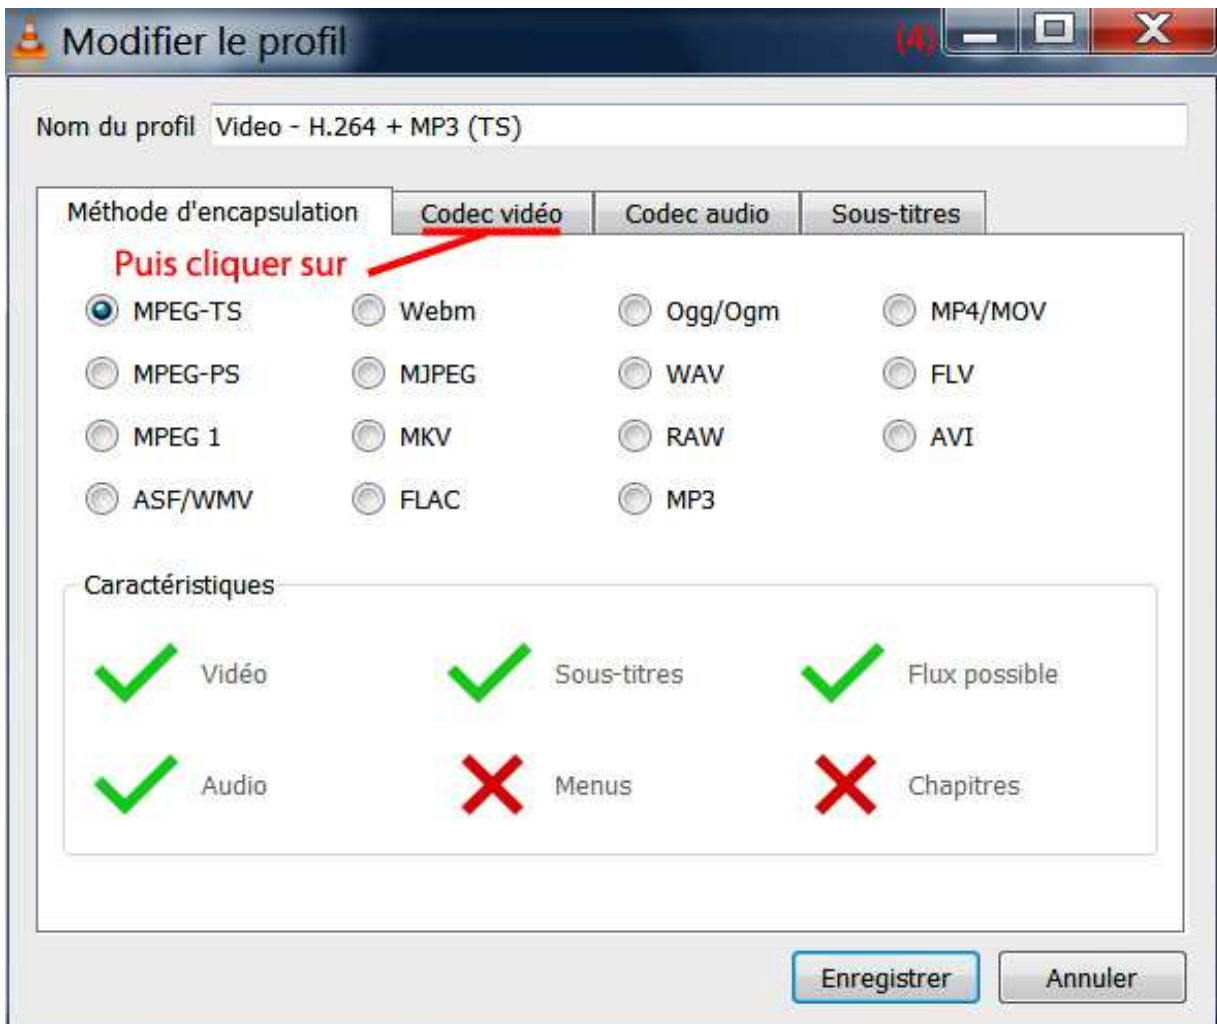 Modifier le profil (4)
Nom du profil Video - H.264 + MP3 (TS)
Méthode d'encapsulation Codec vidéo Codec audio Sous-titres
Puis cliquer sur
MPEG-TS Webm Ogg/Ogm MP4/MOV
MPEG-PS MJPEG WAV FLV
MPEG 1 MKV RAW AVI
ASF/WMV FLAC MP3
Caractéristiques
Vidéo Sous-titres Flux possible
Audio Menus Chapitres
Enregistrer Annuler